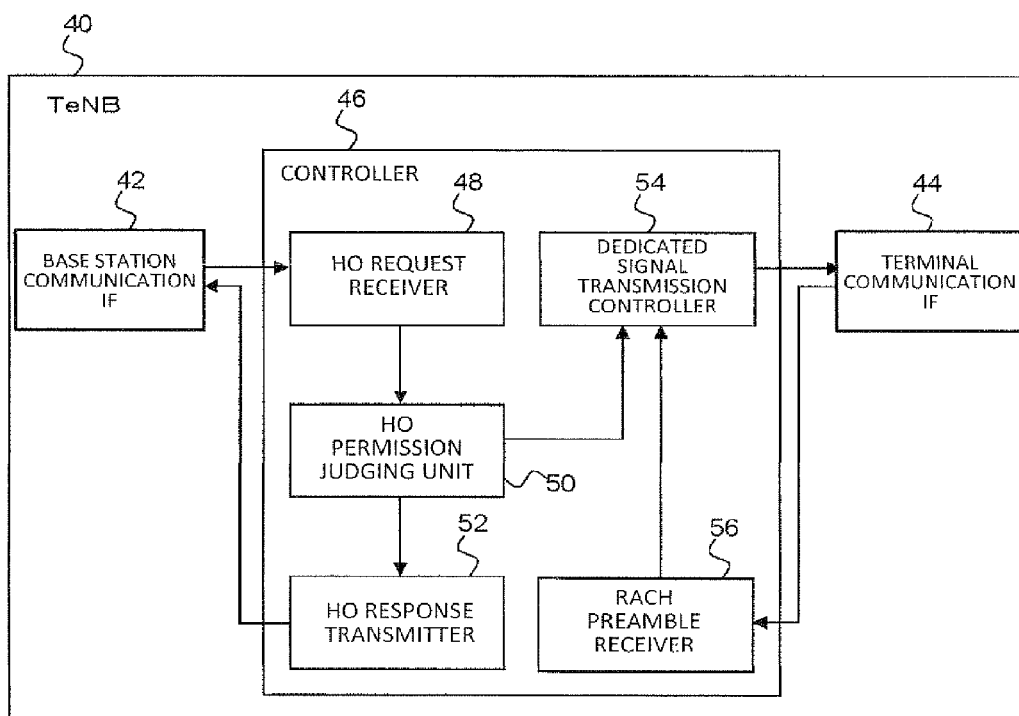 40
TeNB
46
CONTROLLER
42
BASE STATION
COMMUNICATION
IF
48
HO REQUEST
RECEIVER
54
DEDICATED
SIGNAL
TRANSMISSION
CONTROLLER
44
TERMINAL
COMMUNICATION
IF
HO
PERMISSION
JUDGING UNIT
50
52
HO RESPONSE
TRANSMITTER
56
RACH
PREAMBLE
RECEIVER